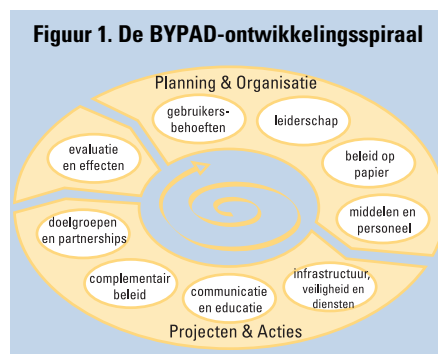 Figuur 1. De BYPAD-ontwikkelingsspiraal
Planning & Organisatie
gebruikers-
behoeften
leiderschap
beleid op
papier
middelen en
personeel
infrastructuur,
veiligheid en
diensten
communicatie
en educatie
complementair
beleid
doelgroepen
en partnerships
evaluatie
en effecten
Projecten & Acties